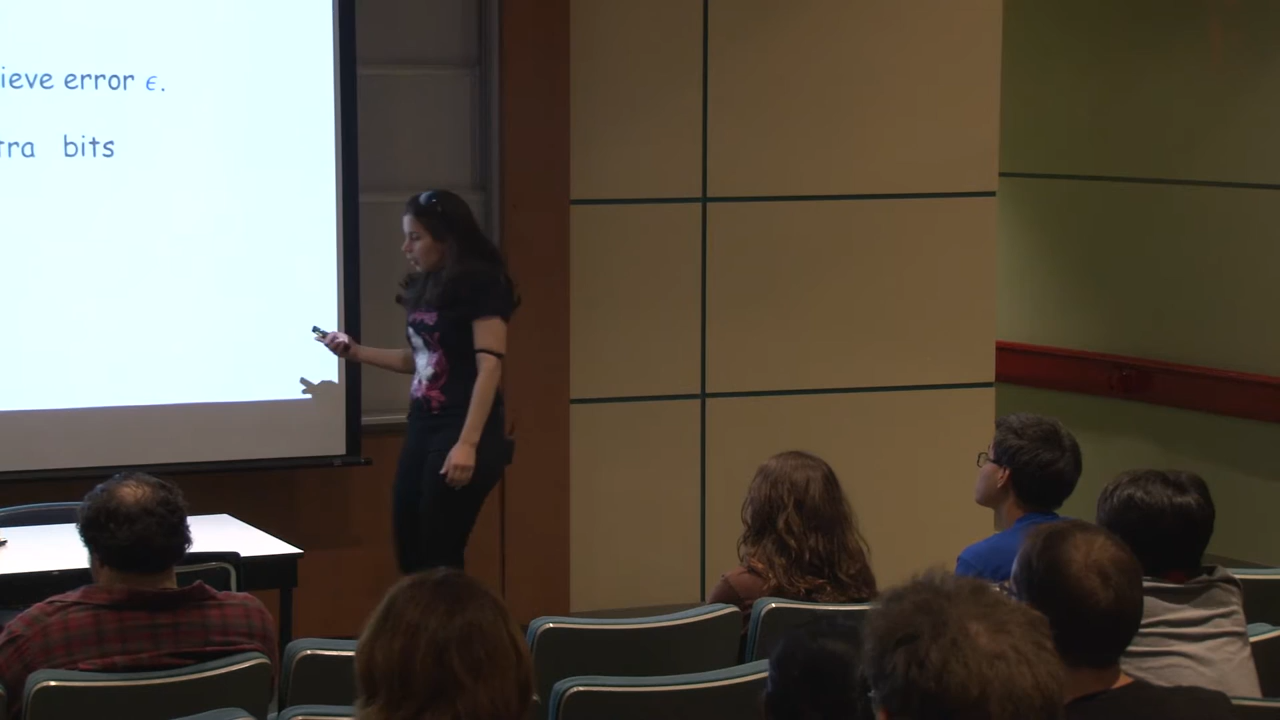 ieve error ϵ.
tra bits